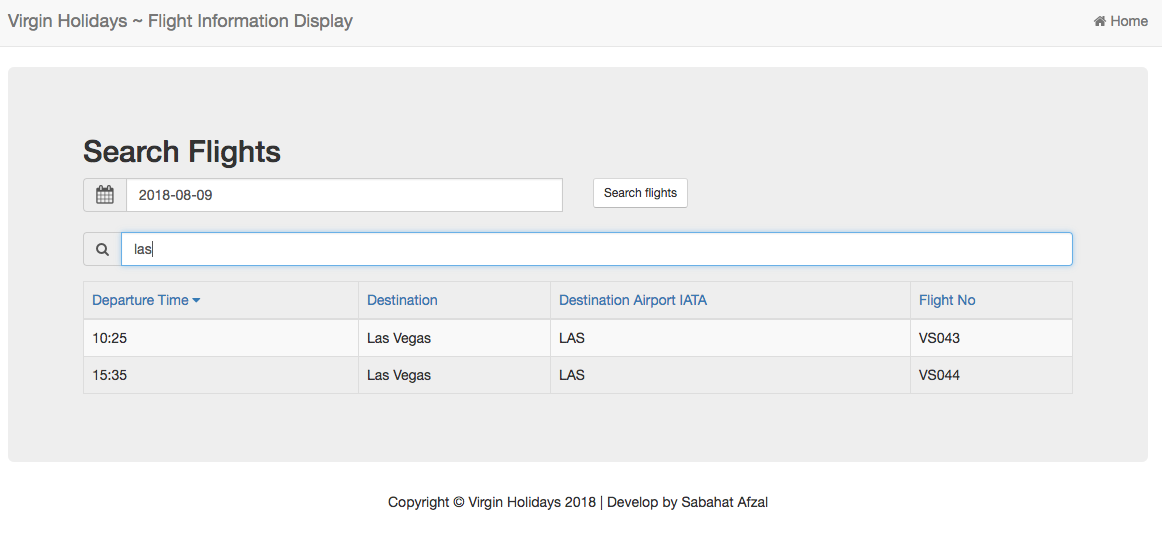 Virgin Holidays ~ Flight Information Display Home
Search Flights
2018-08-09 Search flights
las
Departure Time Destination Destination Airport IATA Flight No
10:25 Las Vegas LAS VS043
15:35 Las Vegas LAS VS044
Copyright © Virgin Holidays 2018 | Develop by Sabahat Afzal